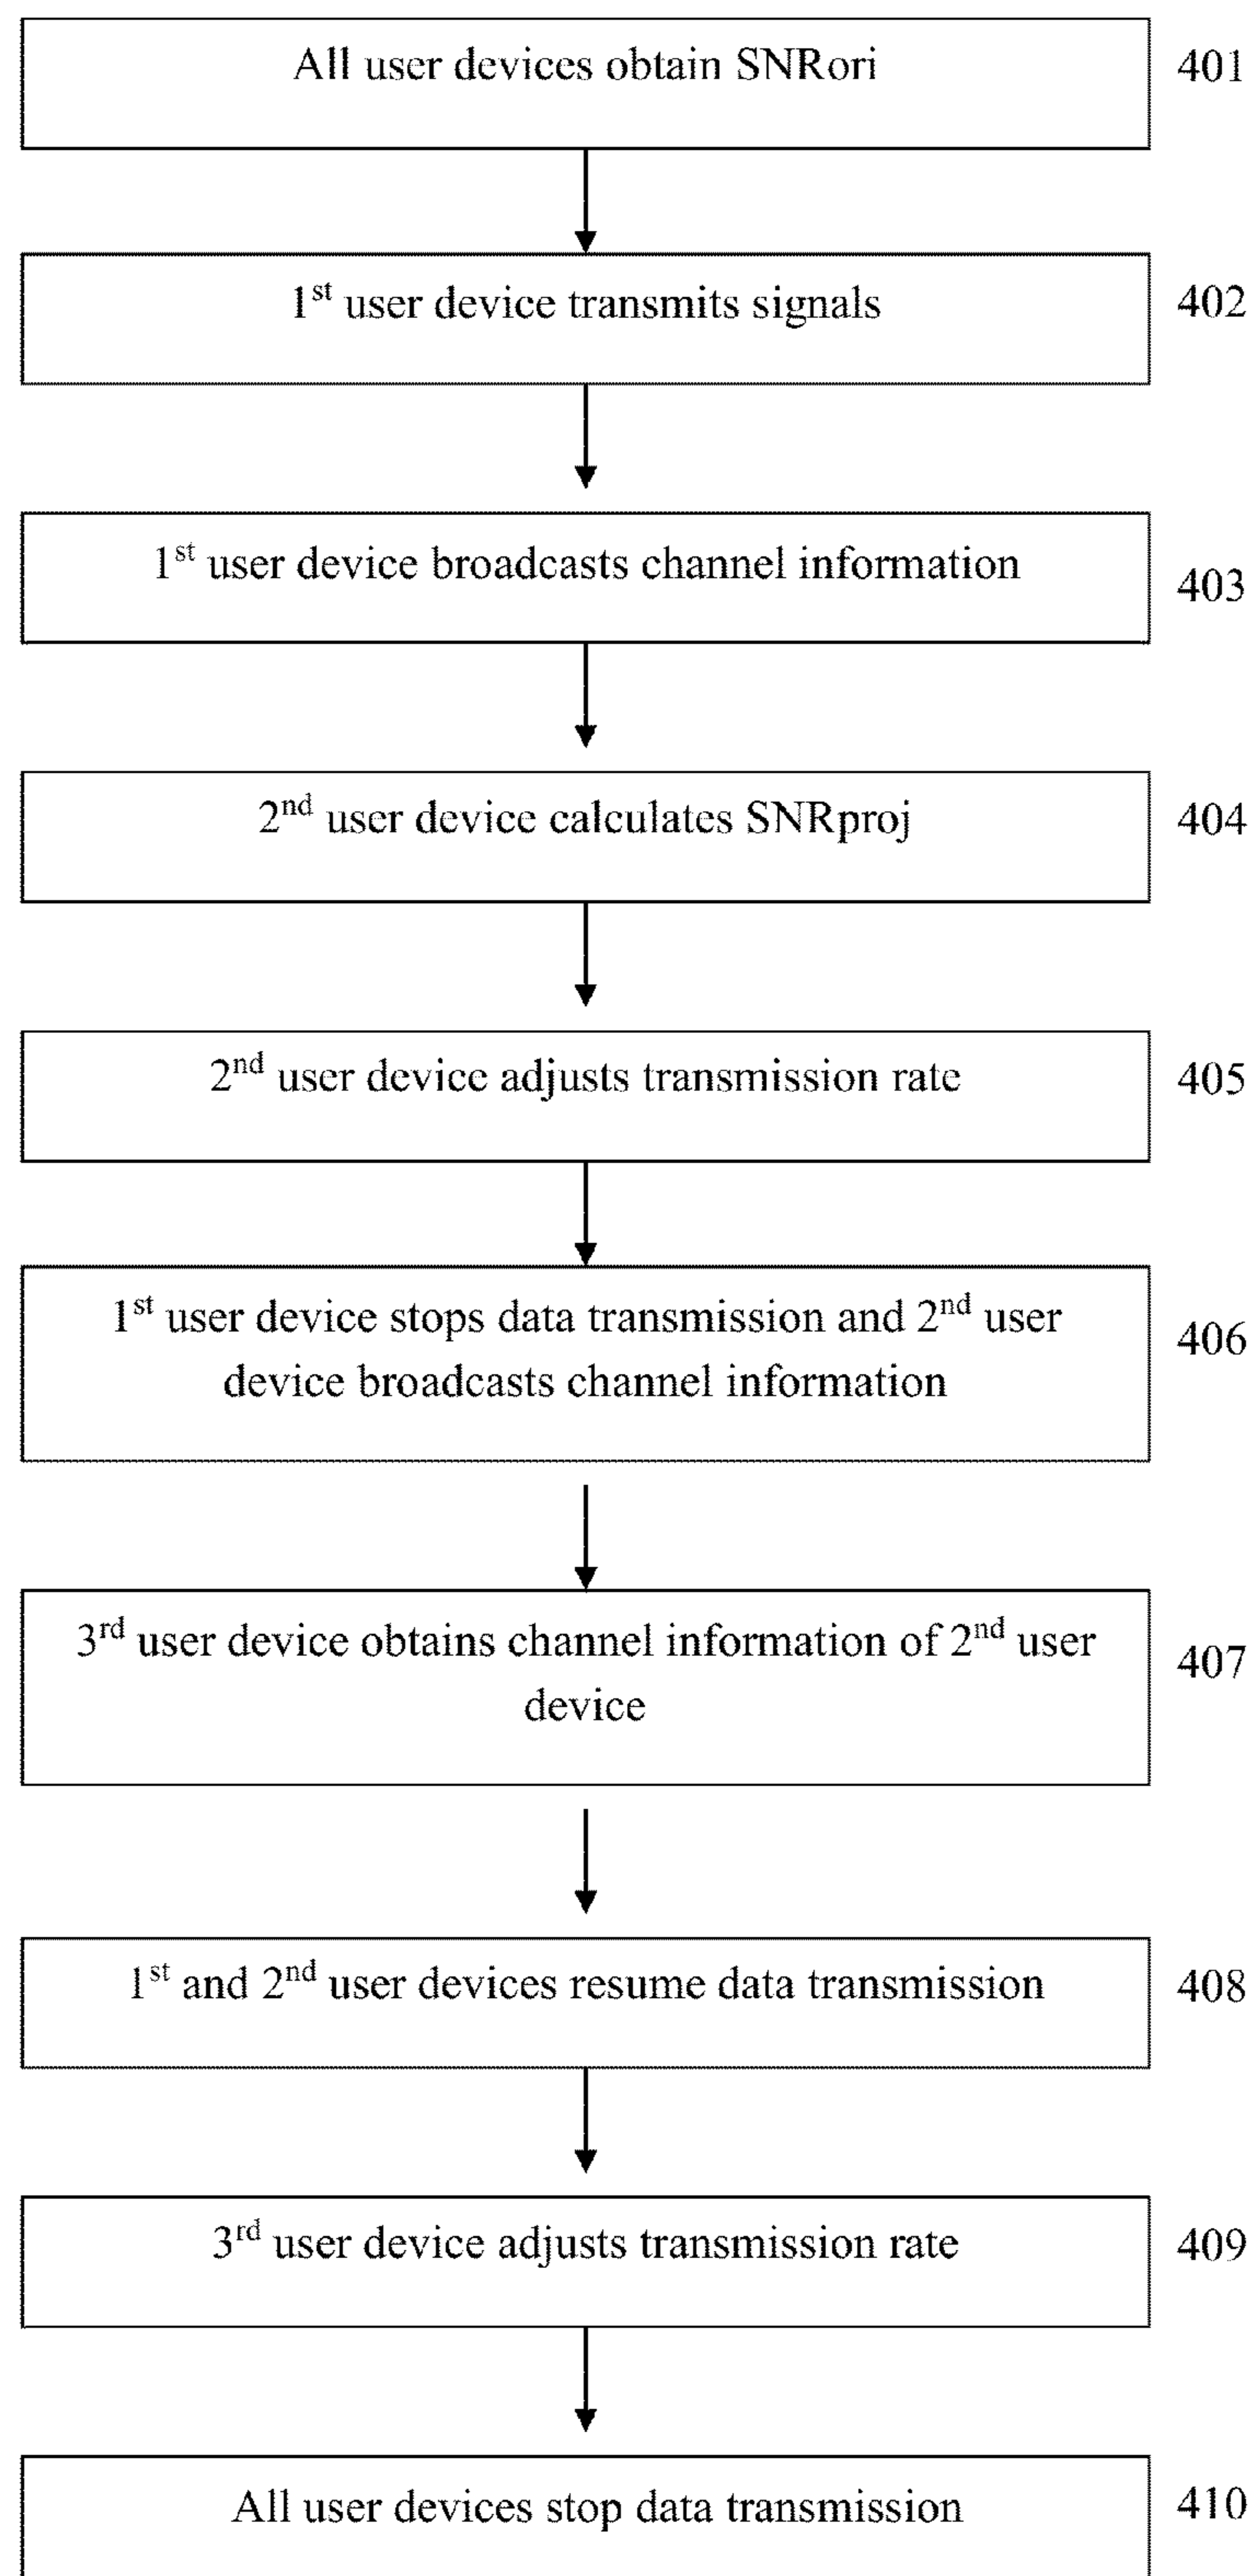 All user devices obtain SNRori 401
1st user device transmits signals 402
1st user device broadcasts channel information 403
2nd user device calculates SNRproj 404
2nd user device adjusts transmission rate 405
1st user device stops data transmission and 2nd user
device broadcasts channel information 406
3rd user device obtains channel information of 2nd user
device 407
1st and 2nd user devices resume data transmission 408
3rd user device adjusts transmission rate 409
All user devices stop data transmission 410